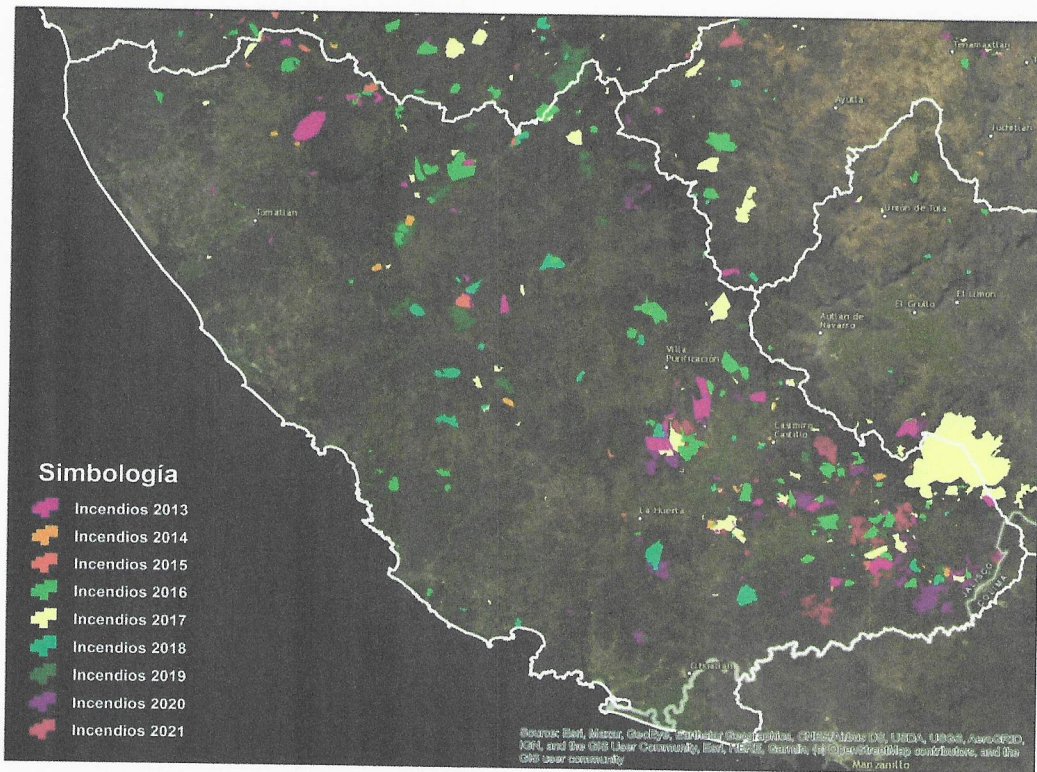 Tenamaxtlán
Ayutla
Juchitlán
Tomatlán
Unión de Tula
El Grullo
El Limón
Autlán de
Navarro
Villa
Purificación
Casimiro
Castillo
Simbología
Incendios 2013
Incendios 2014
Incendios 2015
Incendios 2016
Incendios 2017
Incendios 2018
Incendios 2019
Incendios 2020
Incendios 2021
La Huerta
JALISCO
COLIMA
Cihuatlán
Source: Esri, Maxar, GeoEye, Earthstar Geographics, CNES/Airbus DS, USDA, USGS, AeroGRID,
IGN, and the GIS User Community, Esri, HERE, Garmin, (c) OpenStreetMap contributors, and the
GIS user community
Manzanillo